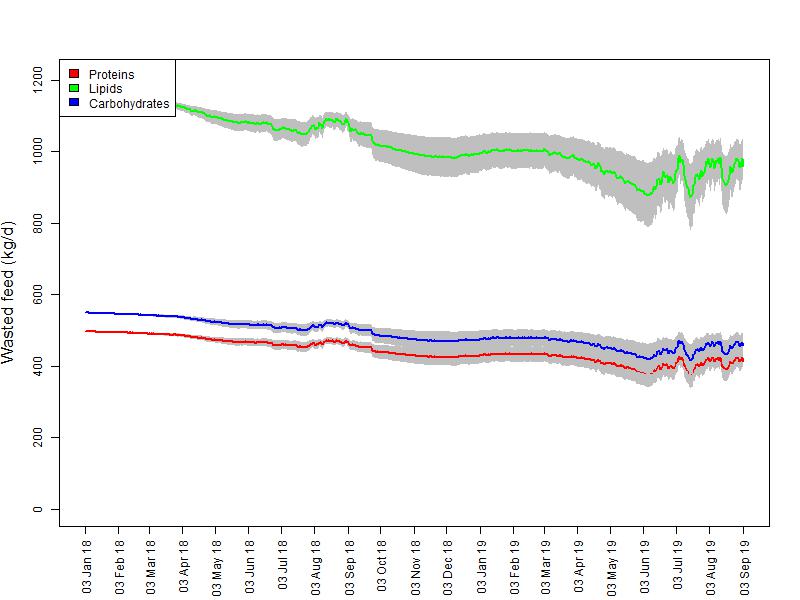 Proteins
Lipids
Carbohydrates
Wasted feed (kg/d)
1200
1000
800
600
400
200
0
03 Jan 18
03 Feb 18
03 Mar 18
03 Apr 18
03 May 18
03 Jun 18
03 Jul 18
03 Aug 18
03 Sep 18
03 Oct 18
03 Nov 18
03 Dec 18
03 Jan 19
03 Feb 19
03 Mar 19
03 Apr 19
03 May 19
03 Jun 19
03 Jul 19
03 Aug 19
03 Sep 19